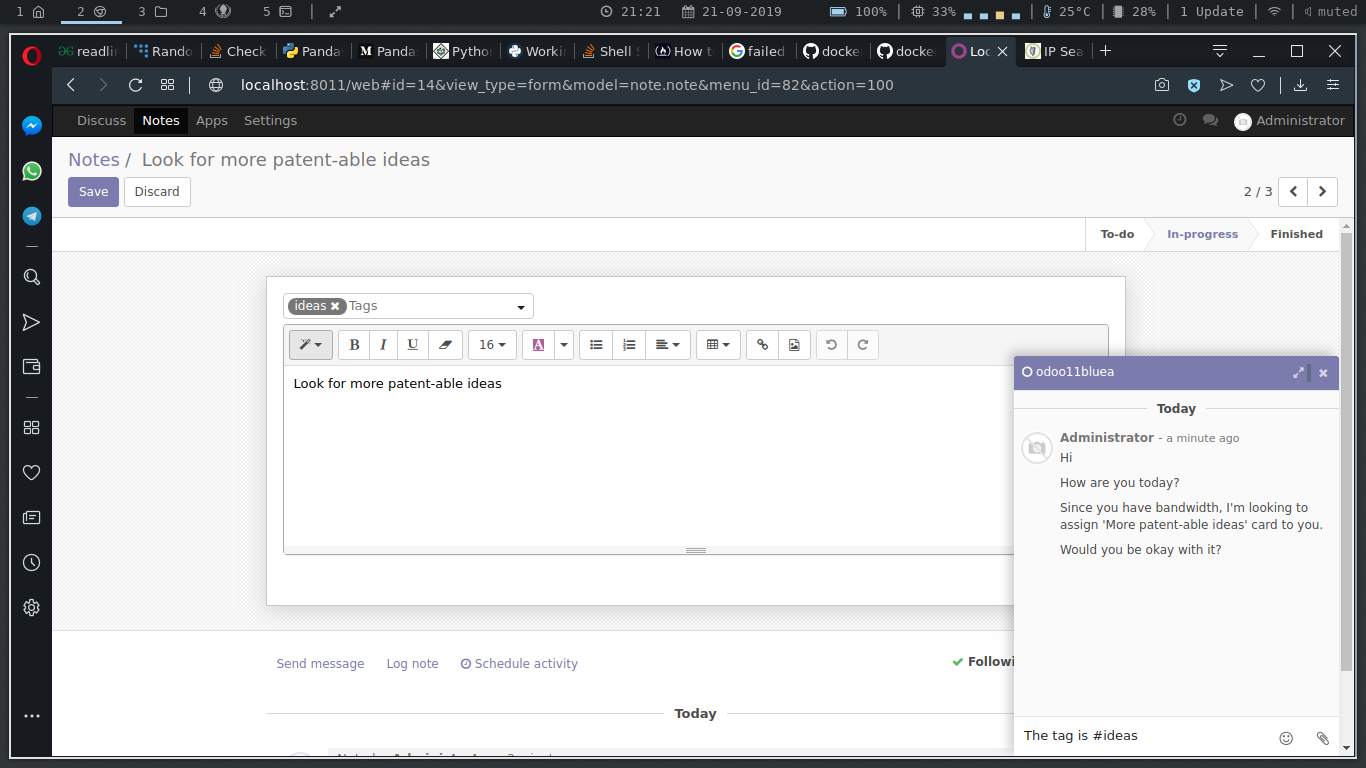 1 2 3 4 5 21:21 21-09-2019 100% 33% 25°C 28% 1 Update muted
readli Rando Check Panda Panda Pytho Worki Shell S How t failed docke docke Loo IP Sea
localhost:8011/web#id=14&view_type=form&model=note.note&menu_id=82&action=100
Discuss Notes Apps Settings Administrator
Notes / Look for more patent-able ideas
Save Discard 2 / 3
To-do In-progress Finished
ideas Tags
B I U 16 A
Look for more patent-able ideas
odoo11bluea
Today
Administrator - a minute ago
Hi
How are you today?
Since you have bandwidth, I'm looking to
assign 'More patent-able ideas' card to you.
Would you be okay with it?
The tag is #ideas
Send message Log note Schedule activity Followi
Today